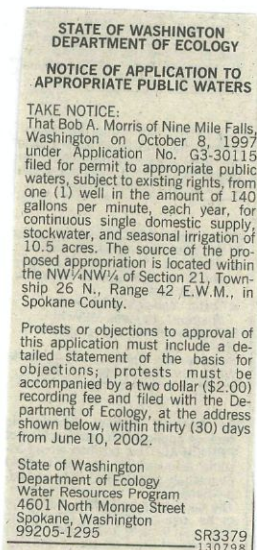 STATE OF WASHINGTON
DEPARTMENT OF ECOLOGY
NOTICE OF APPLICATION TO
APPROPRIATE PUBLIC WATERS
TAKE NOTICE:
That Bob A. Morris of Nine Mile Falls,
Washington on October 8, 1997
under Application No. G3-30115
filed for permit to appropriate public
waters, subject to existing rights, from
one (1) well in the amount of 140
gallons per minute, each year, for
continuous single domestic supply,
stockwater, and seasonal irrigation of
10.5 acres. The source of the pro-
posed appropriation is located within
the NW¼NW¼ of Section 21, Town-
ship 26 N., Range 42 E.W.M., in
Spokane County.
Protests or objections to approval of
this application must include a de-
tailed statement of the basis for
objections; protests must be
accompanied by a two dollar ($2.00)
recording fee and filed with the De-
partment of Ecology, at the address
shown below, within thirty (30) days
from June 10, 2002.
State of Washington
Department of Ecology
Water Resources Program
4601 North Monroe Street
Spokane, Washington
99205-1295 SR3379
130798